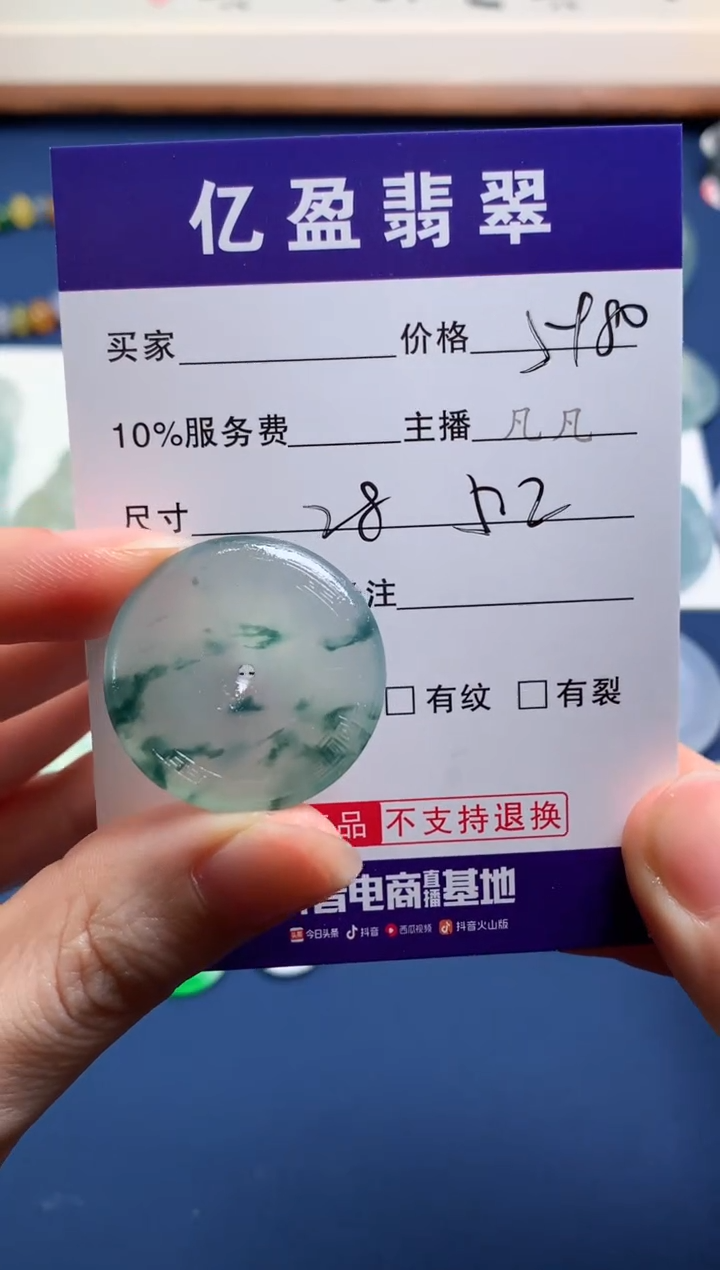 亿盈翡翠
买家 价格 5480
10%服务费 主播 凡凡
尺寸 28 52
注
□有纹 □有裂
品 不支持退换
电商直播基地
今日头条 抖音 西瓜视频 抖音火山版